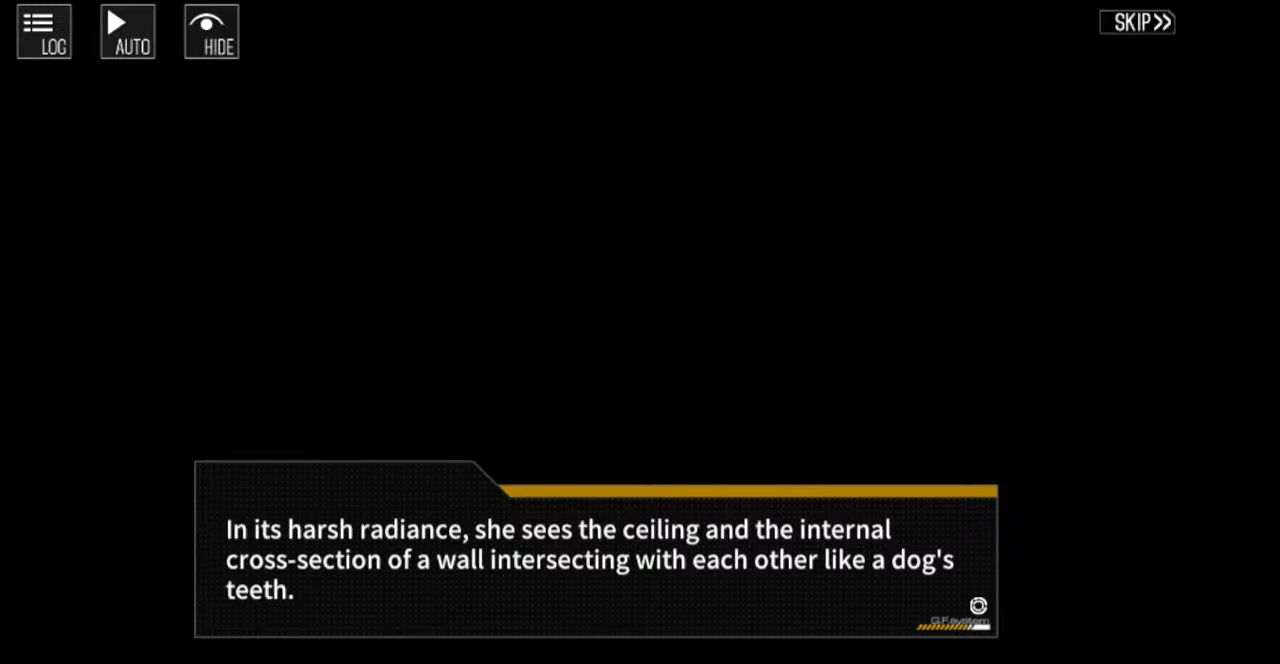 LOG
AUTO
HIDE
SKIP>>
In its harsh radiance, she sees the ceiling and the internal
cross-section of a wall intersecting with each other like a dog's
teeth.
G.F.system